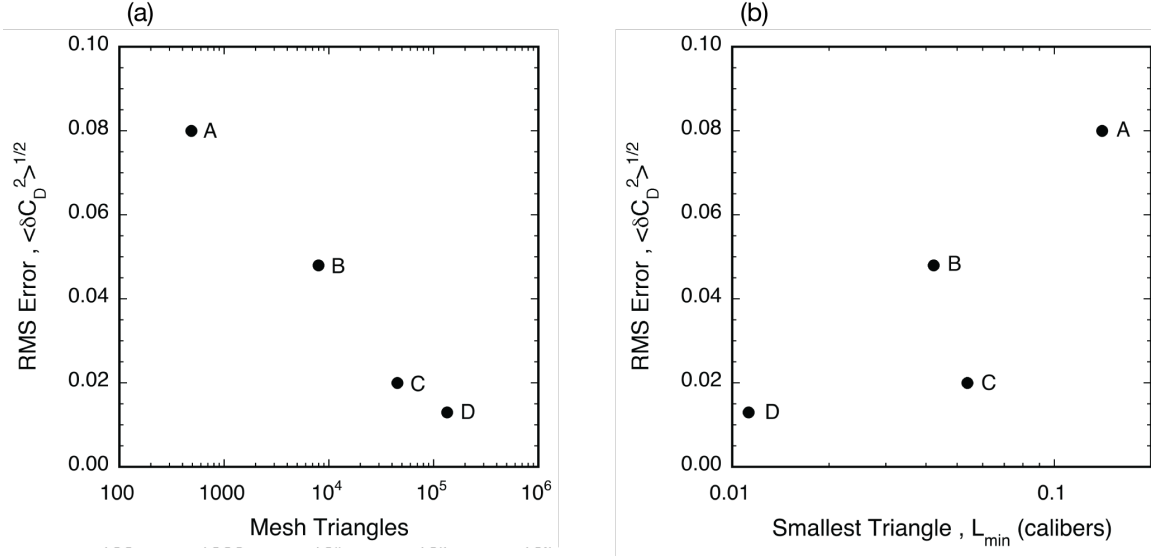 (a)
RMS Error , <δC_D^2>^1/2
0.10
0.08
0.06
0.04
0.02
0.00
A
B
C
D
100
1000
10^4
10^5
10^6
Mesh Triangles
(b)
RMS Error , <δC_D^2>^1/2
0.10
0.08
0.06
0.04
0.02
0.00
A
B
C
D
0.01
0.1
Smallest Triangle , L_min (calibers)